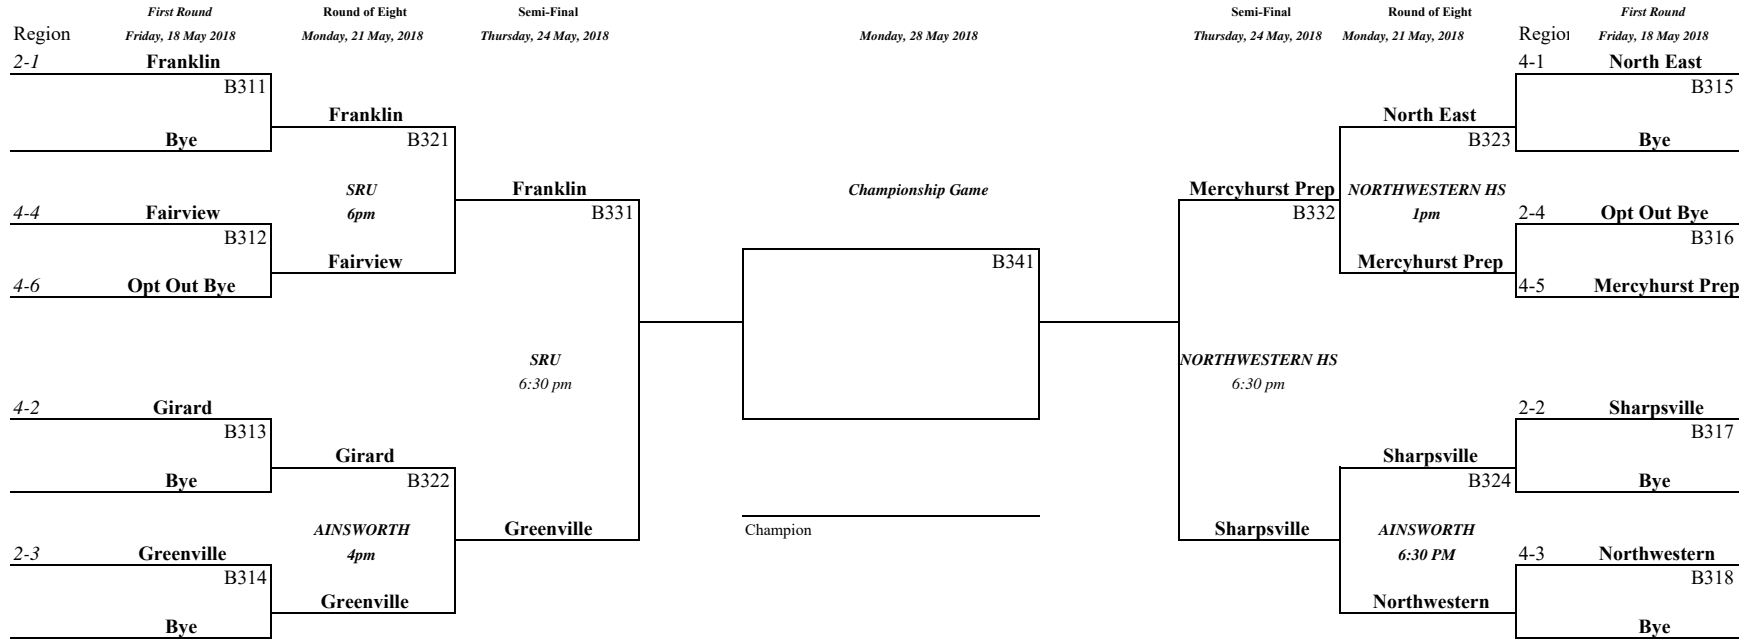 First Round Round of Eight Semi-Final Semi-Final Round of Eight First Round
Region Friday, 18 May 2018 Monday, 21 May, 2018 Thursday, 24 May, 2018 Monday, 28 May 2018 Thursday, 24 May, 2018 Monday, 21 May, 2018 Region Friday, 18 May 2018
2-1 Franklin 4-1 North East
B311 B315
Franklin North East
Bye B321 B323 Bye
SRU Franklin Championship Game Mercyhurst Prep NORTHWESTERN HS
4-4 Fairview 6pm B331 B332 1pm 2-4 Opt Out Bye
B312 B316
Fairview B341 Mercyhurst Prep
4-6 Opt Out Bye 4-5 Mercyhurst Prep
SRU NORTHWESTERN HS
6:30 pm 6:30 pm
4-2 Girard 2-2 Sharpsville
B313 B317
Girard Sharpsville
Bye B322 B324 Bye
AINSWORTH Greenville Champion Sharpsville AINSWORTH
2-3 Greenville 4pm 6:30 PM 4-3 Northwestern
B314 B318
Greenville Northwestern
Bye Bye